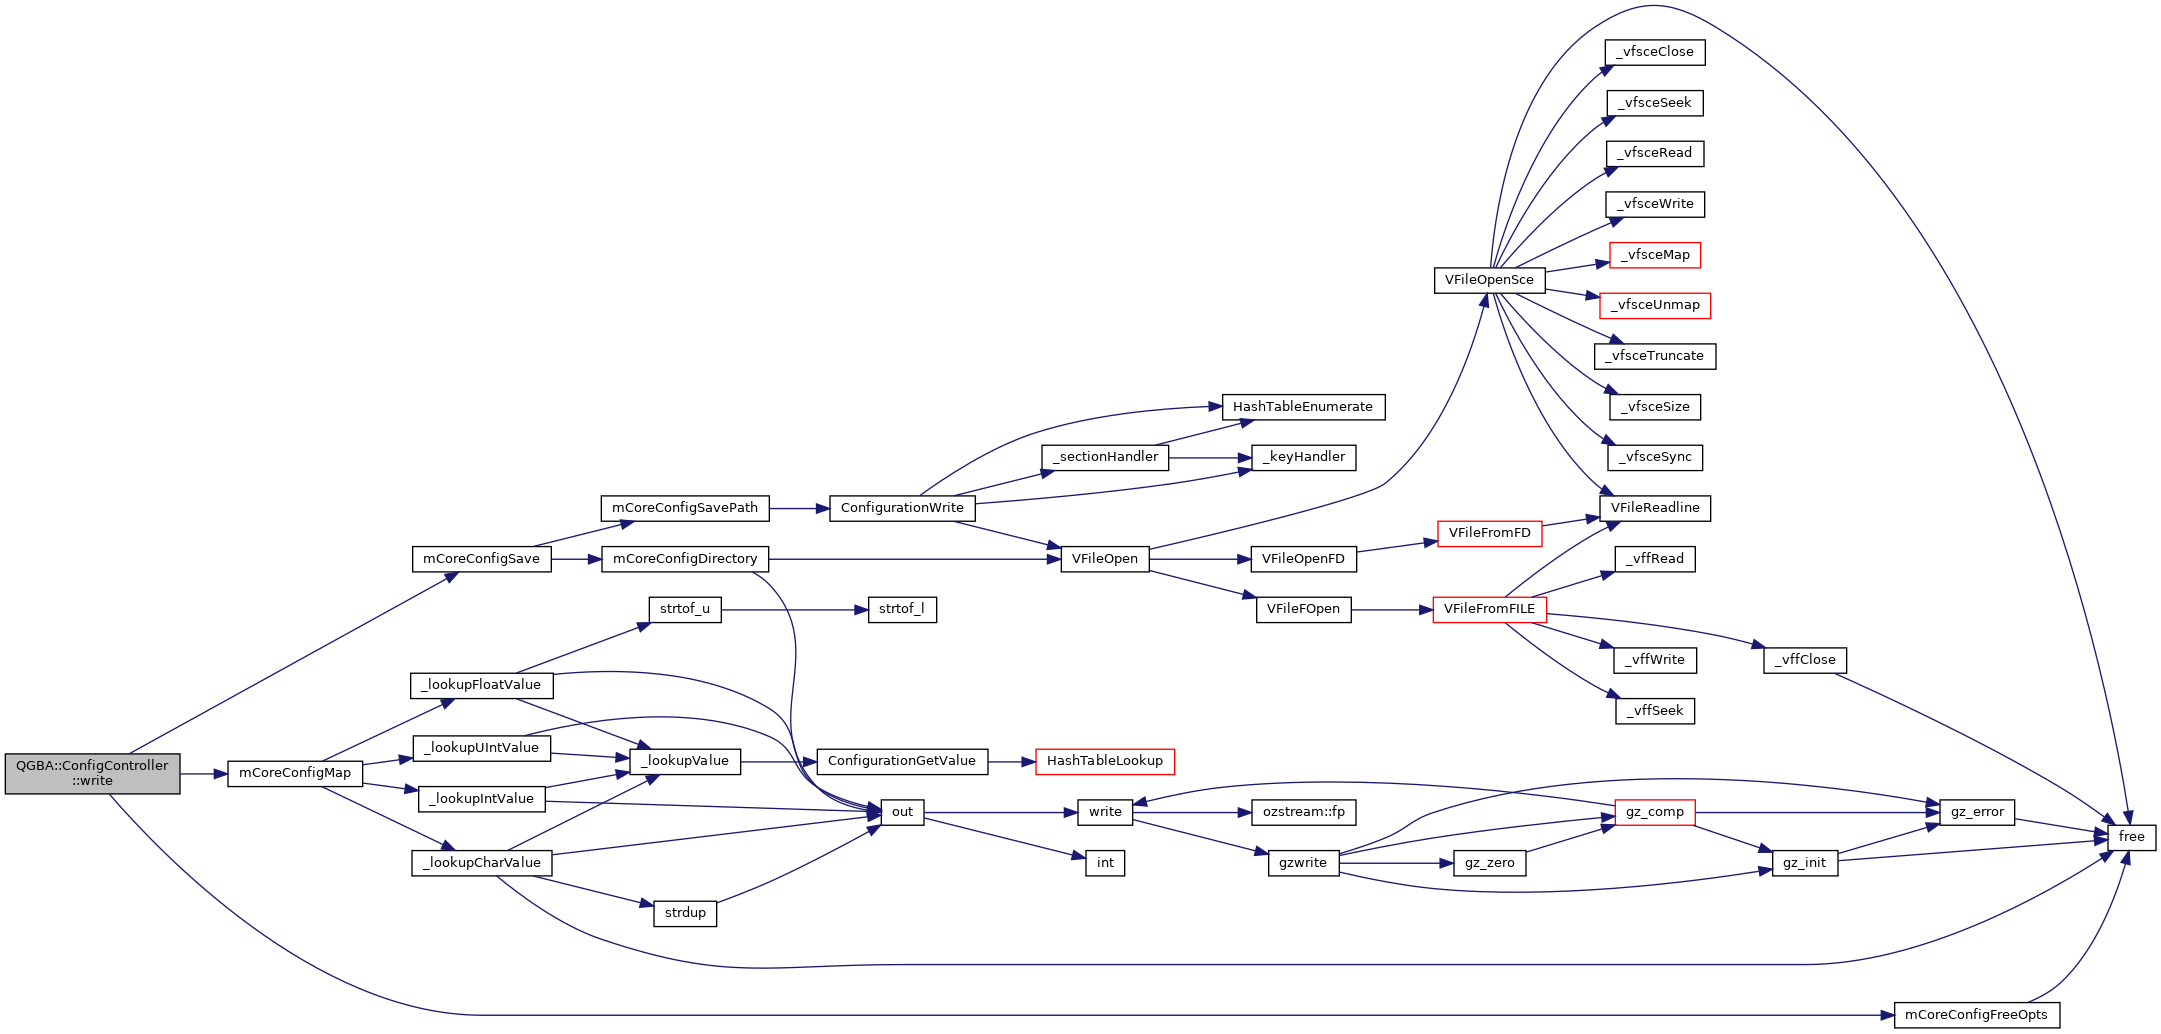 QGBA::ConfigController
::write
mCoreConfigSave
mCoreConfigSavePath
ConfigurationWrite
HashTableEnumerate
_sectionHandler
_keyHandler
VFileOpen
VFileOpenSce
_vfsceClose
_vfsceSeek
_vfsceRead
_vfsceWrite
_vfsceMap
_vfsceUnmap
_vfsceTruncate
_vfsceSize
_vfsceSync
VFileReadline
VFileFromFD
VFileOpenFD
VFileFOpen
VFileFromFILE
_vffRead
_vffWrite
_vffClose
_vffSeek
mCoreConfigDirectory
strtof_u
strtof_l
_lookupFloatValue
_lookupUIntValue
mCoreConfigMap
_lookupIntValue
_lookupCharValue
_lookupValue
ConfigurationGetValue
HashTableLookup
out
write
ozstream::fp
int
gzwrite
gz_comp
gz_zero
gz_error
gz_init
free
strdup
mCoreConfigFreeOpts